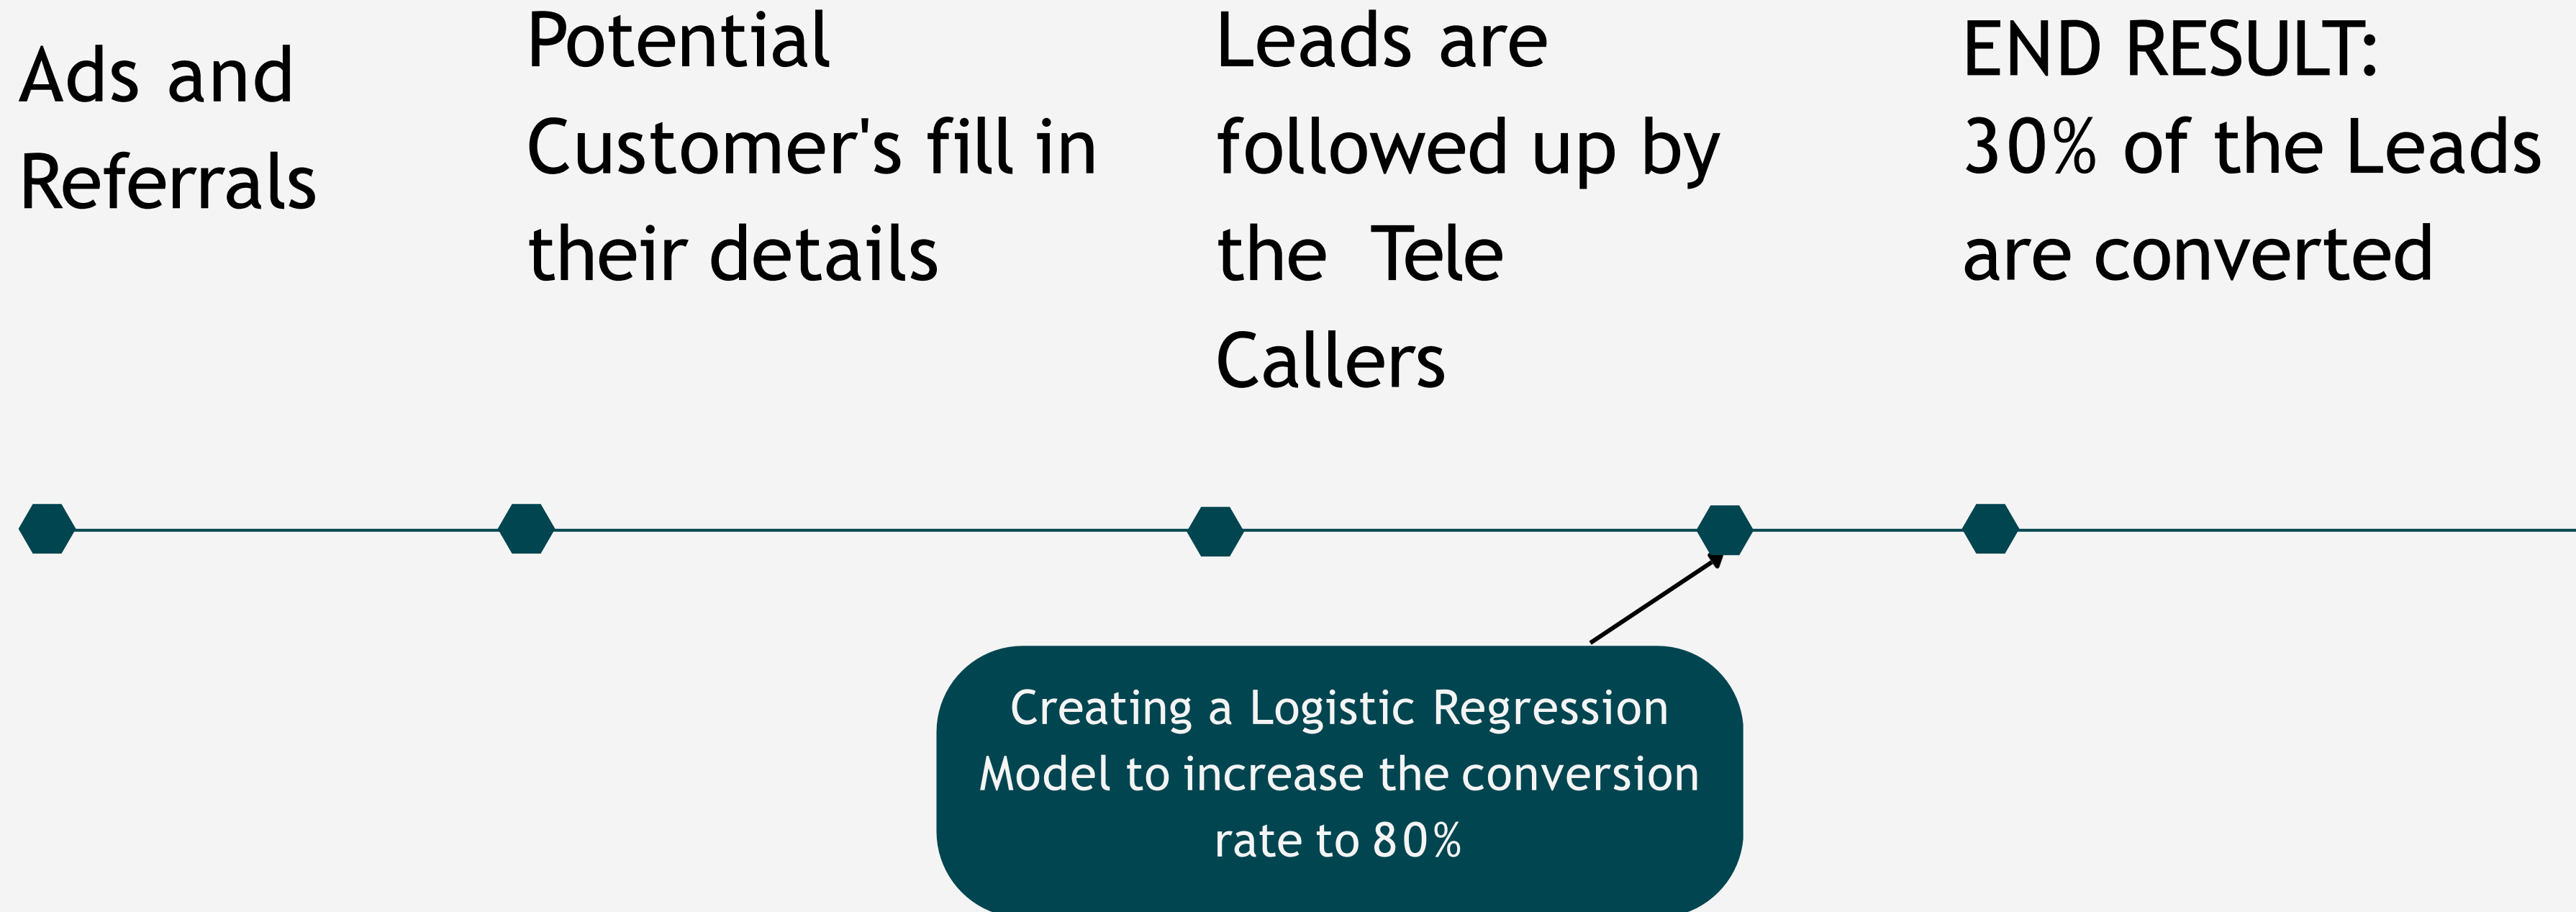 Ads and
Referrals
Potential
Customer's fill in
their details
Leads are
followed up by
the  Tele
Callers
END RESULT:
30% of the Leads
are converted
Creating a Logistic Regression
Model to increase the conversion
rate to 80%